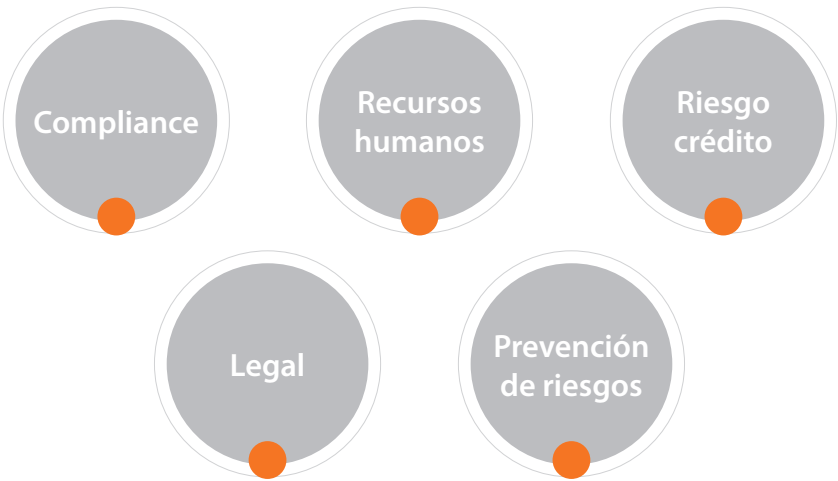 Compliance
Recursos
humanos
Riesgo
crédito
Legal
Prevención
de riesgos